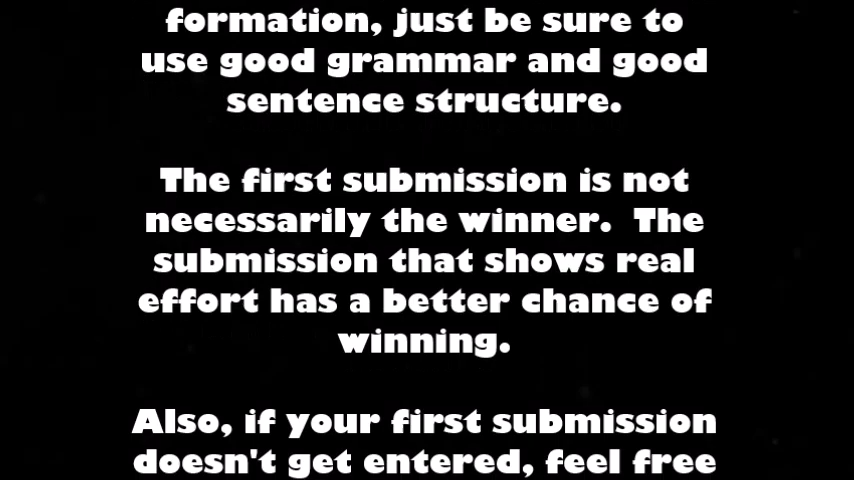 formation, just be sure to
use good grammar and good
sentence structure.
The first submission is not
necessarily the winner.  The
submission that shows real
effort has a better chance of
winning.
Also, if your first submission
doesn't get entered, feel free